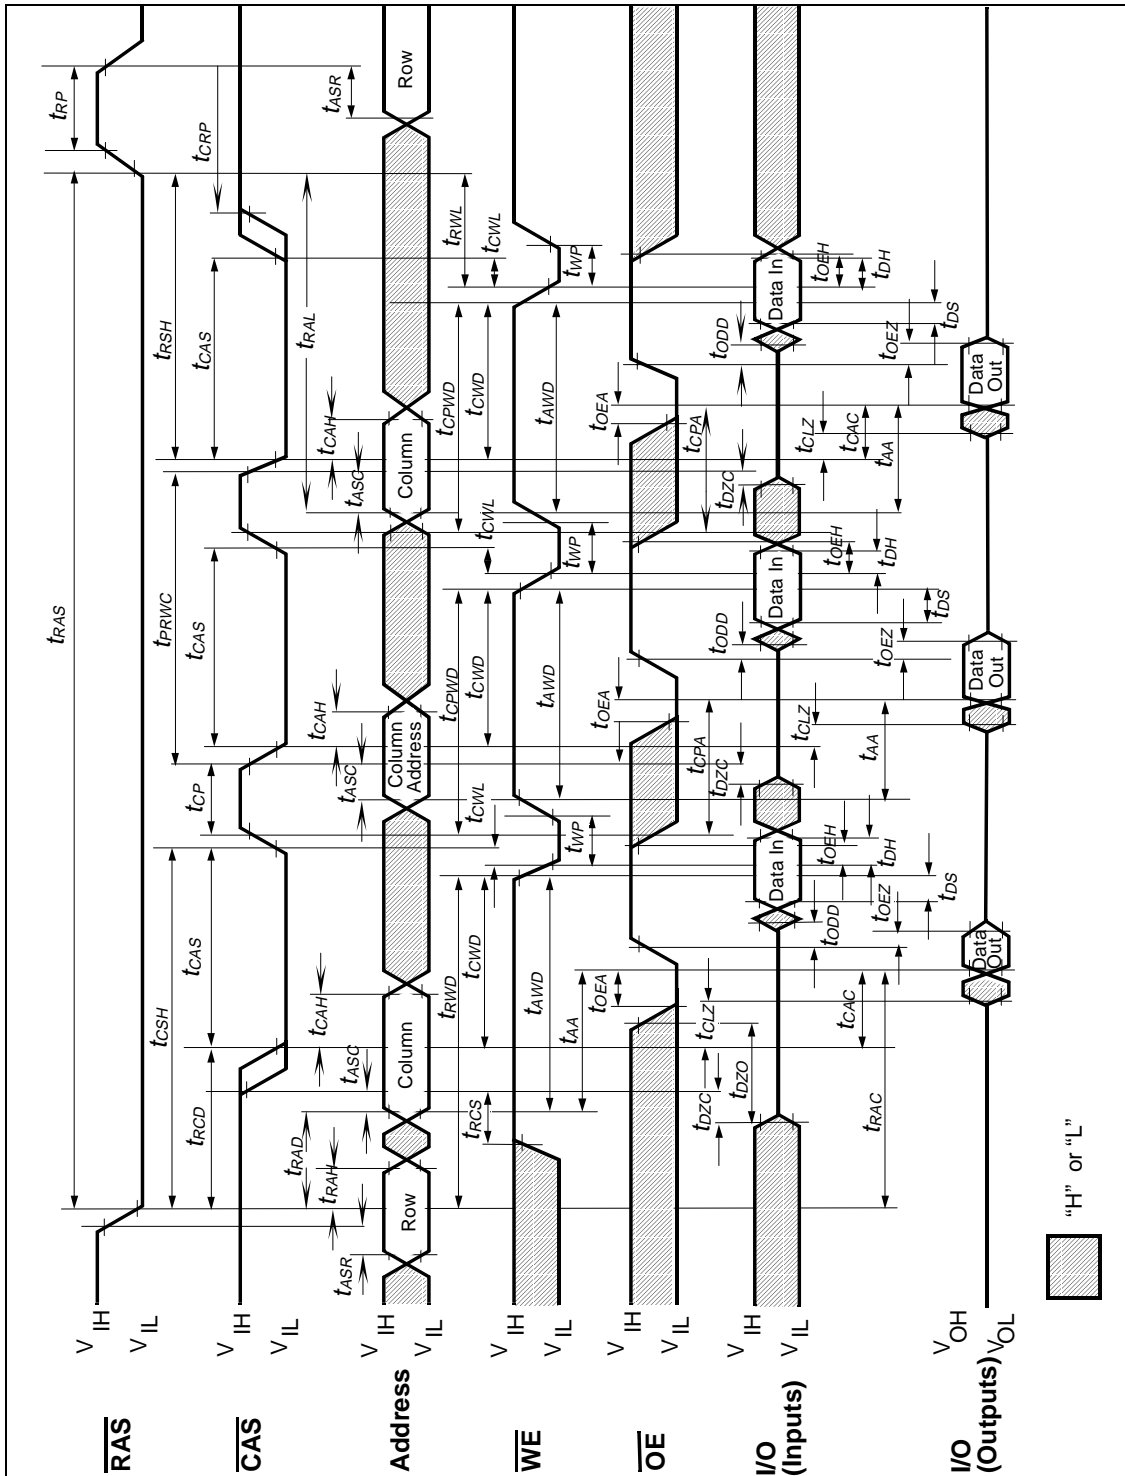 RAS
V IH
V IL
tRAS
tRP
tCSH
tPRWC
tRSH
tCRP
tRCD
tCAS
tCP
tCAS
tCAS
CAS
V IH
V IL
tRAD
tRAL
tASR
tRAH
tASC
tCAH
tASC
tCAH
tASC
tCAH
tASR
Address
V IH
V IL
Row
Column
Column
Address
Column
Row
tRWD
tCPWD
tCPWD
tRWL
tRCS
tCWD
tCWL
tCWD
tCWL
tCWD
tCWL
WE
V IH
V IL
tAWD
tWP
tAWD
tWP
tAWD
tWP
tAA
tOEA
tOEA
tOEA
OE
V IH
V IL
tCPA
tCPA
tDZC
tDZO
tCLZ
tDZC
tODD
tDZC
tODD
I/O
(Inputs)
V IH
V IL
Data In
Data In
Data In
tODD
tOEH
tCLZ
tOEH
tCLZ
tOEH
tCAC
tDH
tCAC
tDH
tDH
tRAC
tOEZ
tAA
tOEZ
tAA
tOEZ
tDS
tDS
tDS
I/O
(Outputs)
VOH
VOL
Data
Out
Data
Out
Data
Out
“H” or “L”